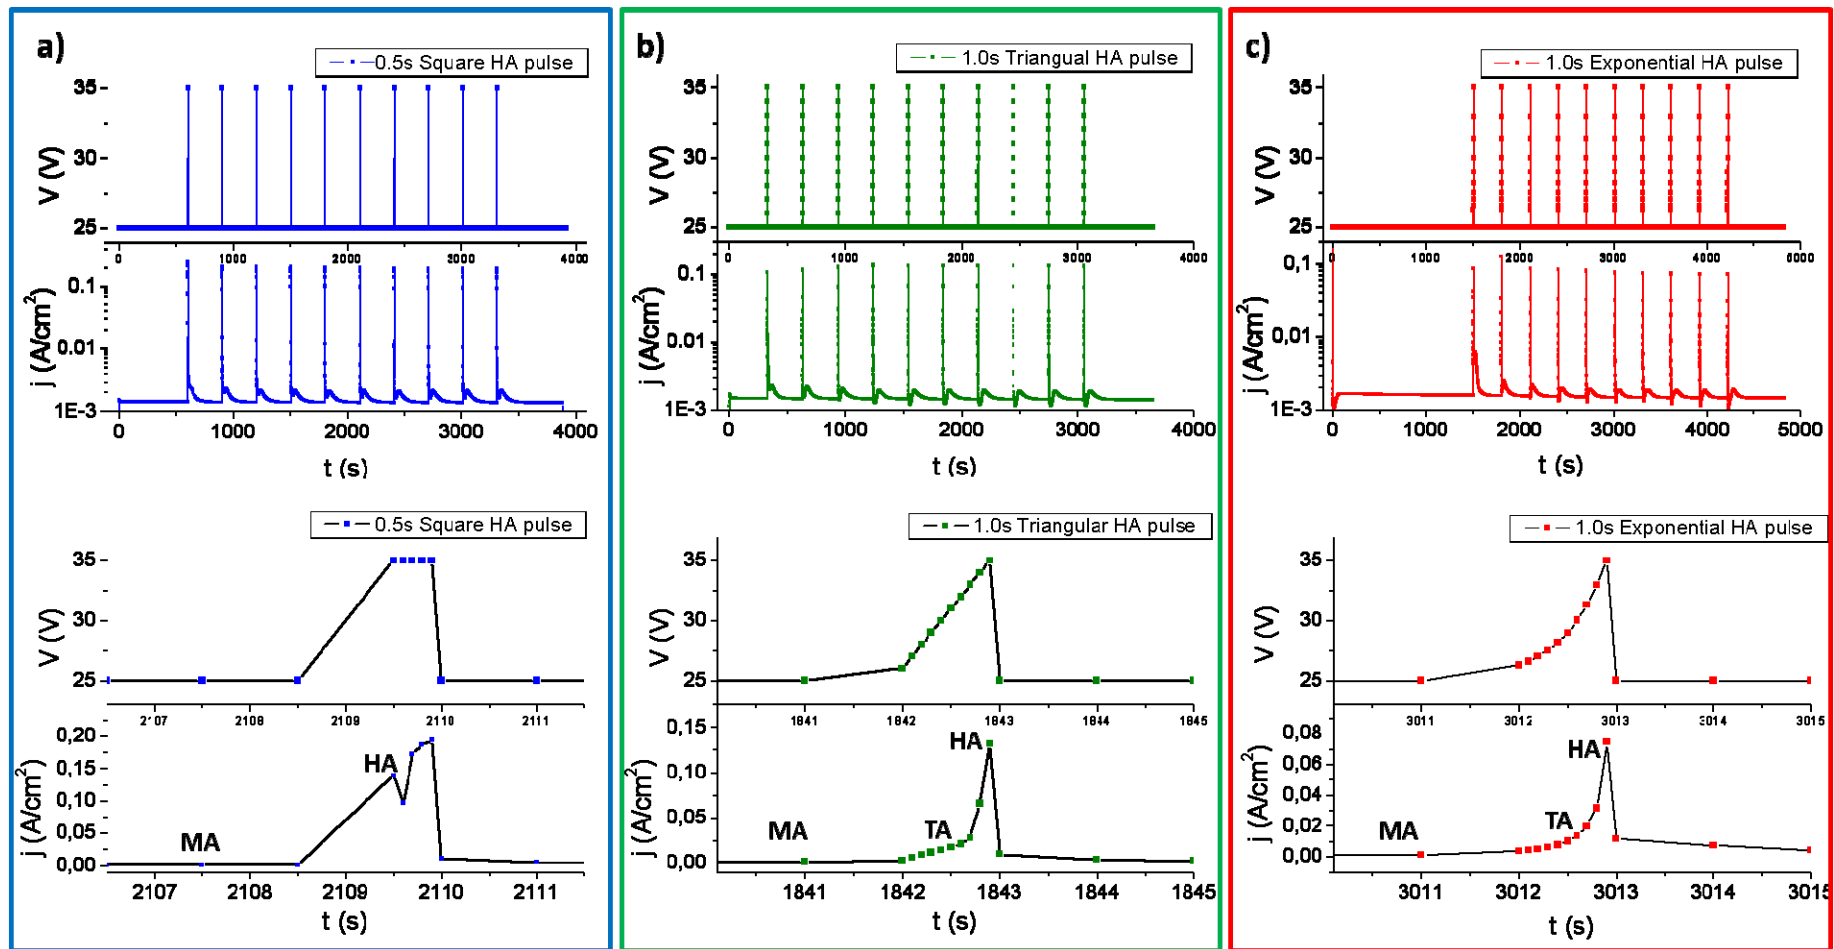 a)
0.5s Square HA pulse
35
30
25
V (V)
0 1000 2000 3000 4000
0.1
0.01
1E-3
j (A/cm²)
0 1000 2000 3000 4000
t (s)
0.5s Square HA pulse
35
30
25
V (V)
2107 2108 2109 2110 2111
0,20
0,15
0,10
0,05
0,00
j (A/cm²)
HA
MA
2107 2108 2109 2110 2111
t (s)
b)
1.0s Triangual HA pulse
35
30
25
V (V)
0 1000 2000 3000 4000
0.1
0.01
1E-3
j (A/cm²)
0 1000 2000 3000 4000
t (s)
1.0s Triangular HA pulse
35
30
25
V (V)
1841 1842 1843 1844 1845
0,15
0,10
0,05
0,00
j (A/cm²)
HA
TA
MA
1841 1842 1843 1844 1845
t (s)
c)
1.0s Exponential HA pulse
35
30
25
V (V)
0 1000 2000 3000 4000
0,1
0.01
1E-3
j (A/cm²)
0 1000 2000 3000 4000 5000
t (s)
1.0s Exponential HA pulse
35
30
25
V (V)
3011 3012 3013 3014 3015
0,08
0,06
0,04
0,02
0,00
j (A/cm²)
HA
TA
MA
3011 3012 3013 3014 3015
t (s)